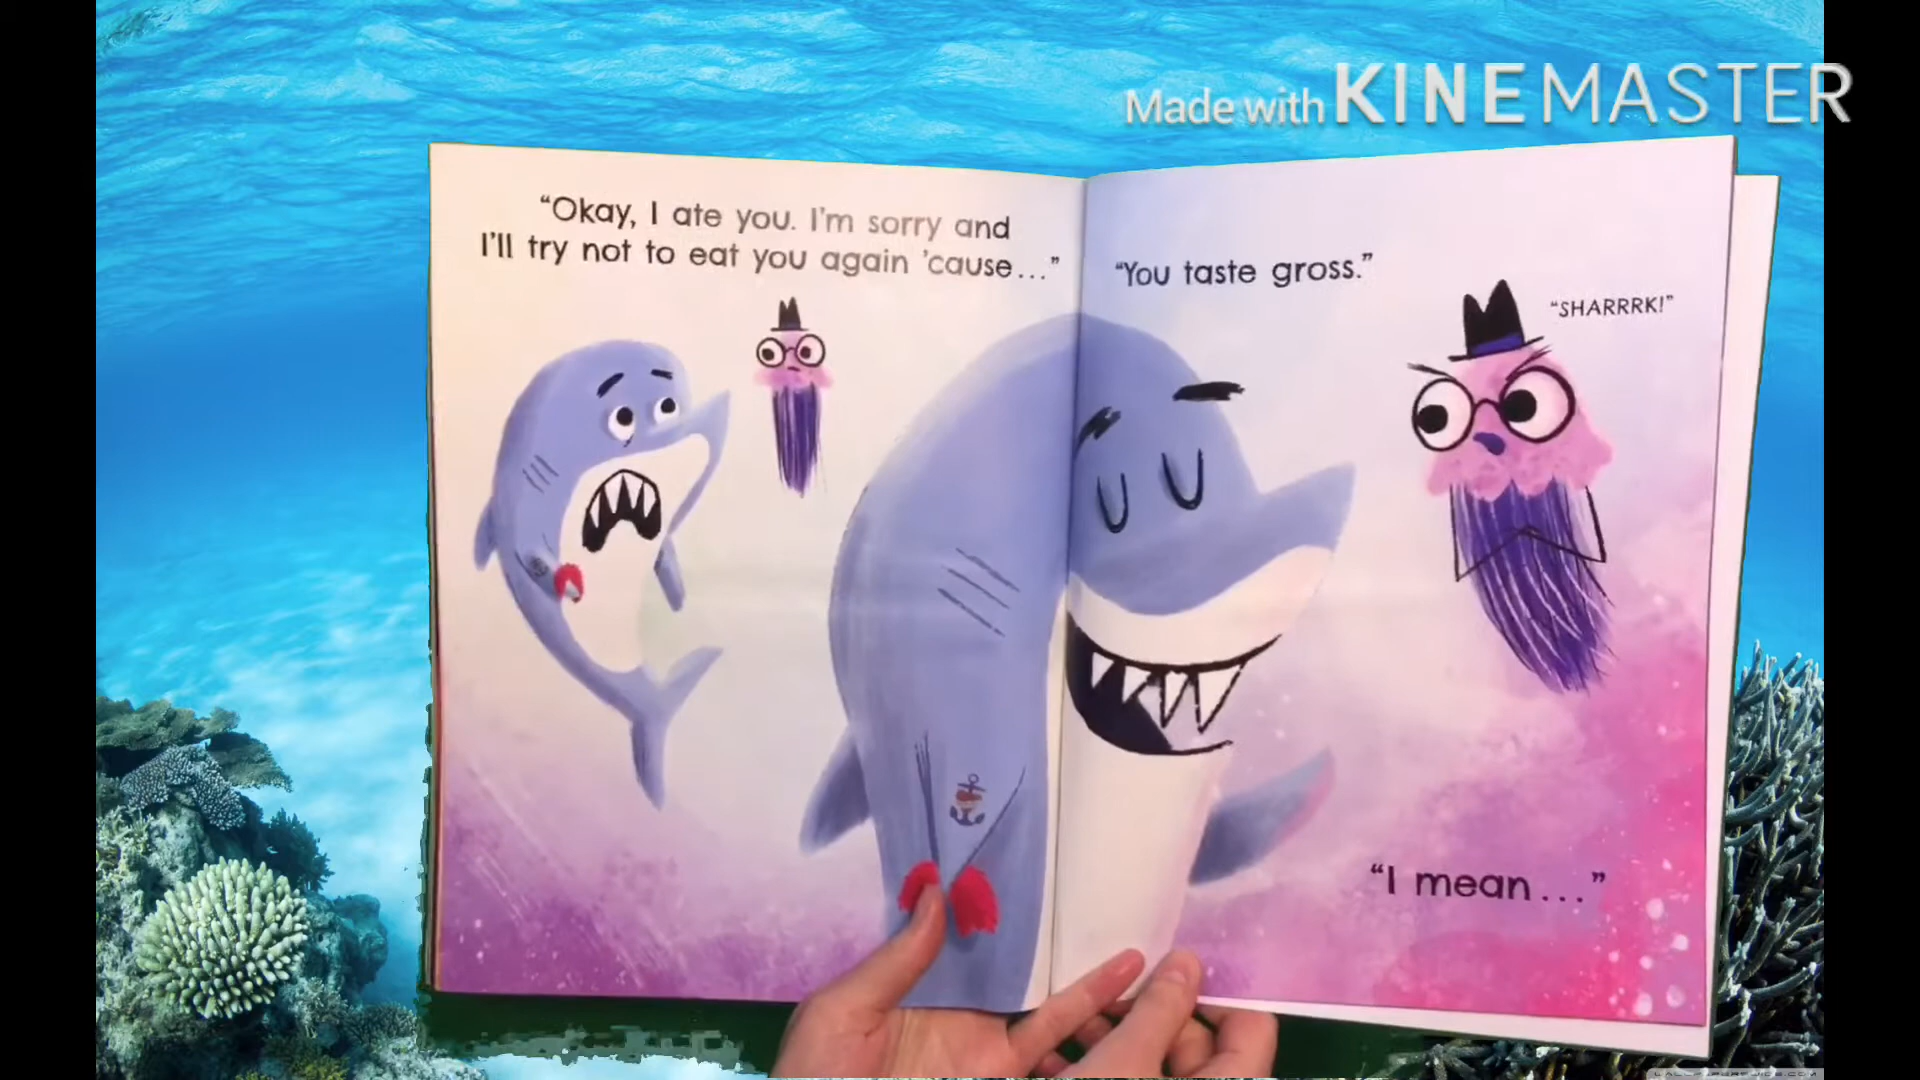 Made with KINEMASTER
“Okay, I ate you. I’m sorry and
I’ll try not to eat you again ’cause...”
“You taste gross.”
“SHARRRK!”
“I mean...”